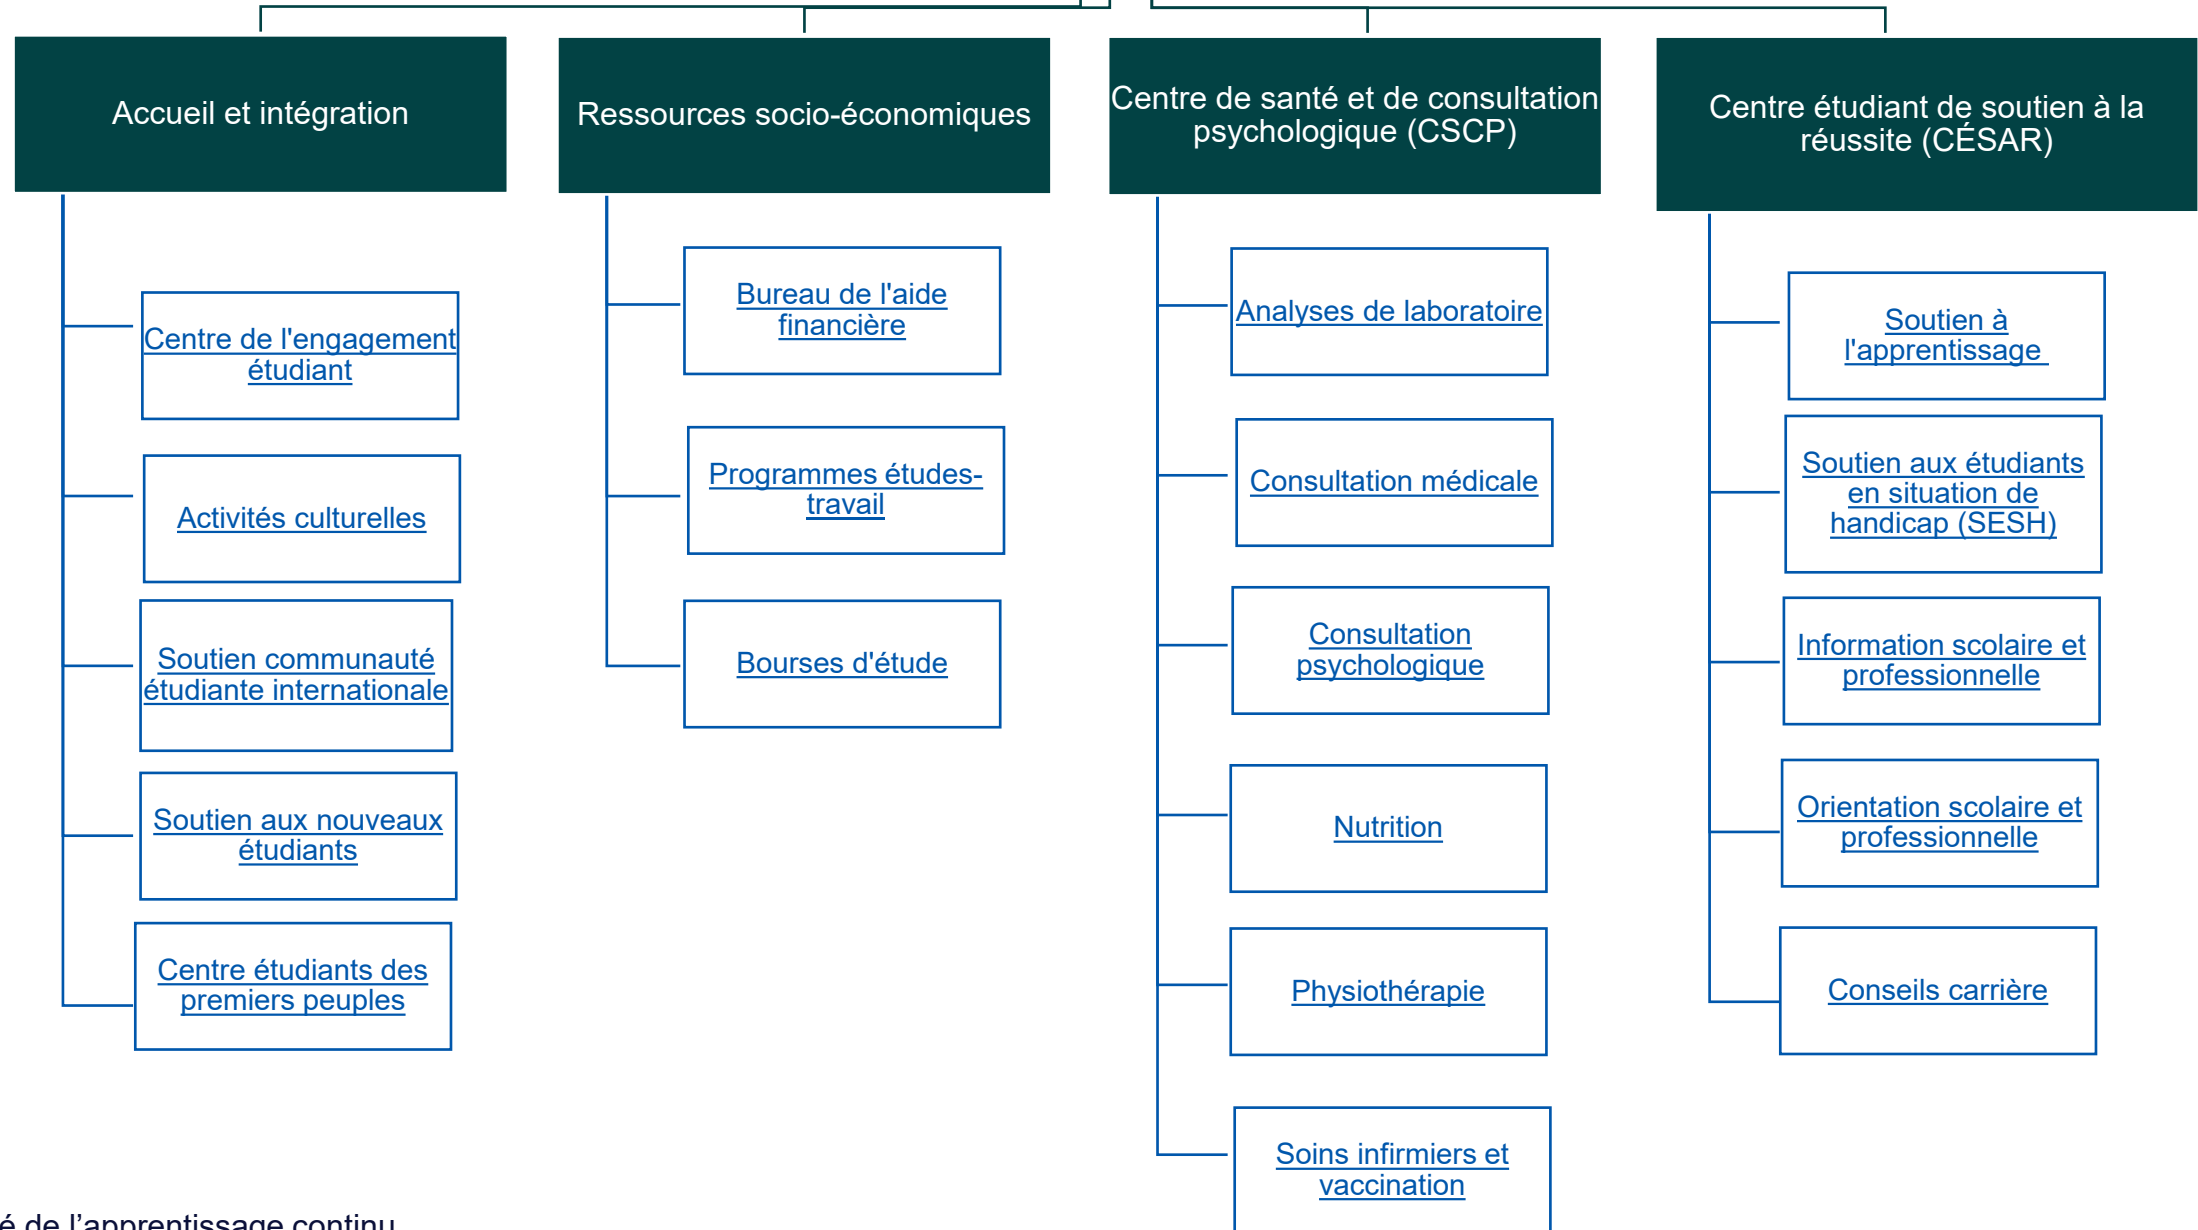 Accueil et intégration
Centre de l'engagement
étudiant
Activités culturelles
Soutien communauté
étudiante internationale
Soutien aux nouveaux
étudiants
Centre étudiants des
premiers peuples
Ressources socio-économiques
Bureau de l'aide
financière
Programmes études-
travail
Bourses d'étude
Centre de santé et de consultation
psychologique (CSCP)
Analyses de laboratoire
Consultation médicale
Consultation
psychologique
Nutrition
Physiothérapie
Soins infirmiers et
vaccination
Centre étudiant de soutien à la
réussite (CÉSAR)
Soutien à
l'apprentissage
Soutien aux étudiants
en situation de
handicap (SESH)
Information scolaire et
professionnelle
Orientation scolaire et
professionnelle
Conseils carrière
de l’apprentissage continu